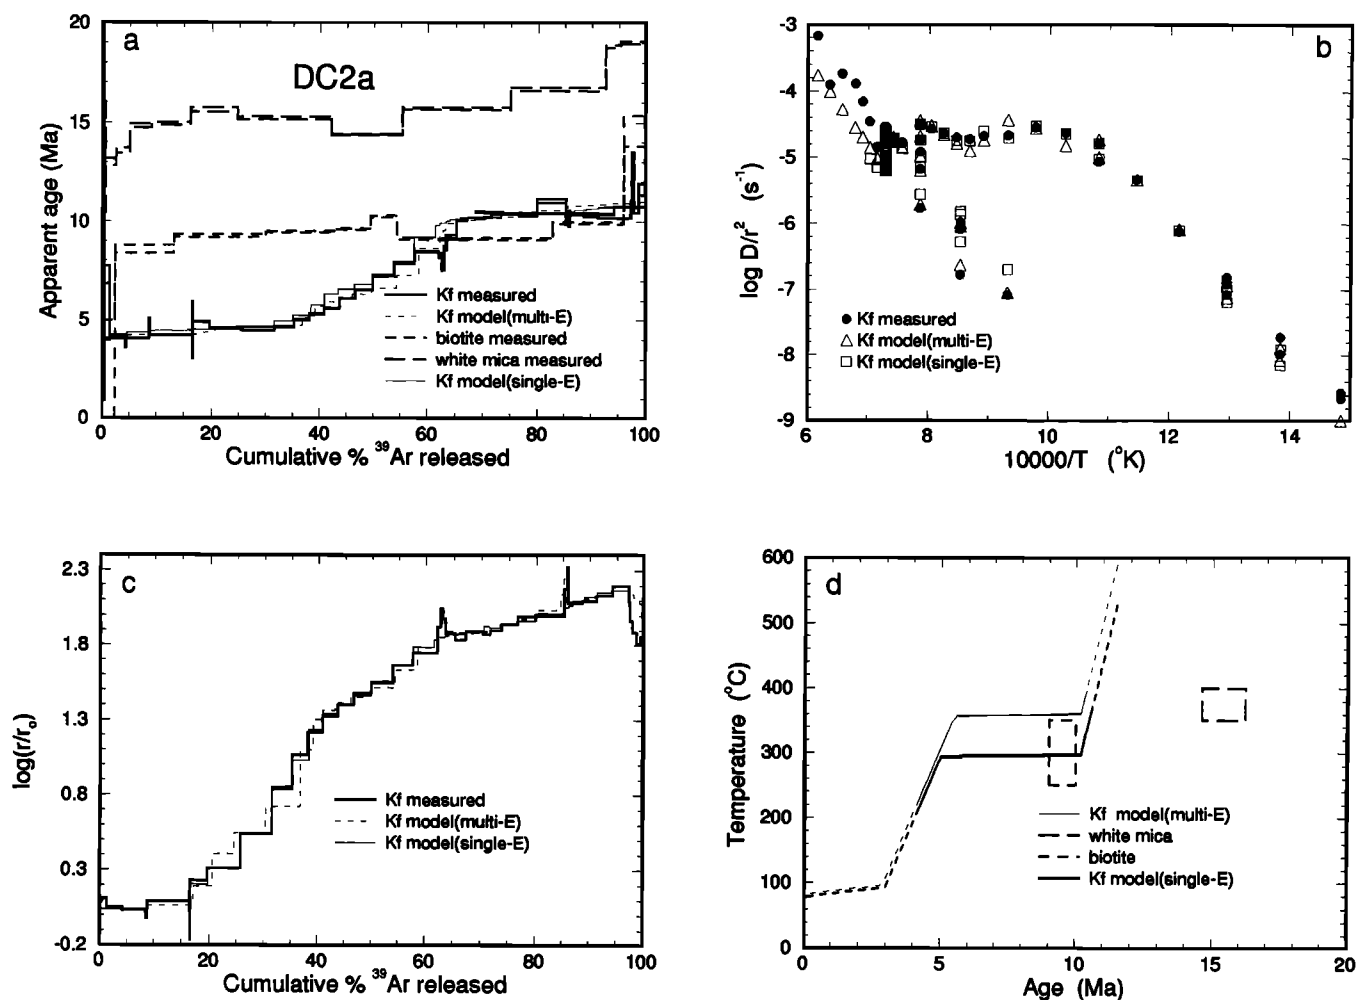 a
DC2a
20
15
10
5
0
Apparent age (Ma)
Kf measured
Kf model(multi-E)
biotite measured
white mica measured
Kf model(single-E)
0 20 40 60 80 100
Cumulative % ³⁹Ar released
b
-3
-4
-5
-6
-7
-8
-9
log D/r² (s⁻¹)
Kf measured
Kf model(multi-E)
Kf model(single-E)
6 8 10 12 14
10000/T (°K)
c
2.3
1.8
1.3
0.8
0.3
-0.2
log(r/r₀)
Kf measured
Kf model(multi-E)
Kf model(single-E)
0 20 40 60 80 100
Cumulative % ³⁹Ar released
d
600
500
400
300
200
100
0
Temperature (°C)
Kf model(multi-E)
white mica
biotite
Kf model(single-E)
0 5 10 15 20
Age (Ma)